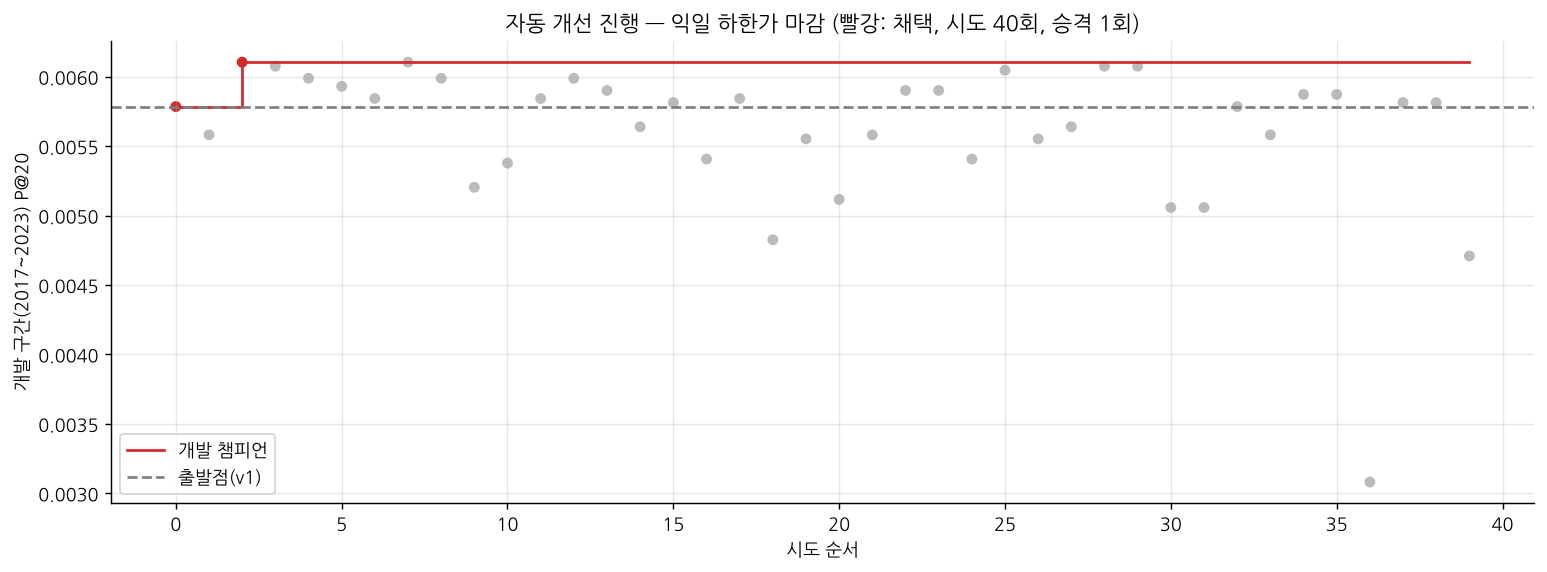 자동 개선 진행 — 익일 하한가 마감 (빨강: 채택, 시도 40회, 승격 1회)
개발 구간(2017~2023) P@20
0.0060
0.0055
0.0050
0.0045
0.0040
0.0035
0.0030
개발 챔피언
출발점(v1)
0 5 10 15 20 25 30 35 40
시도 순서